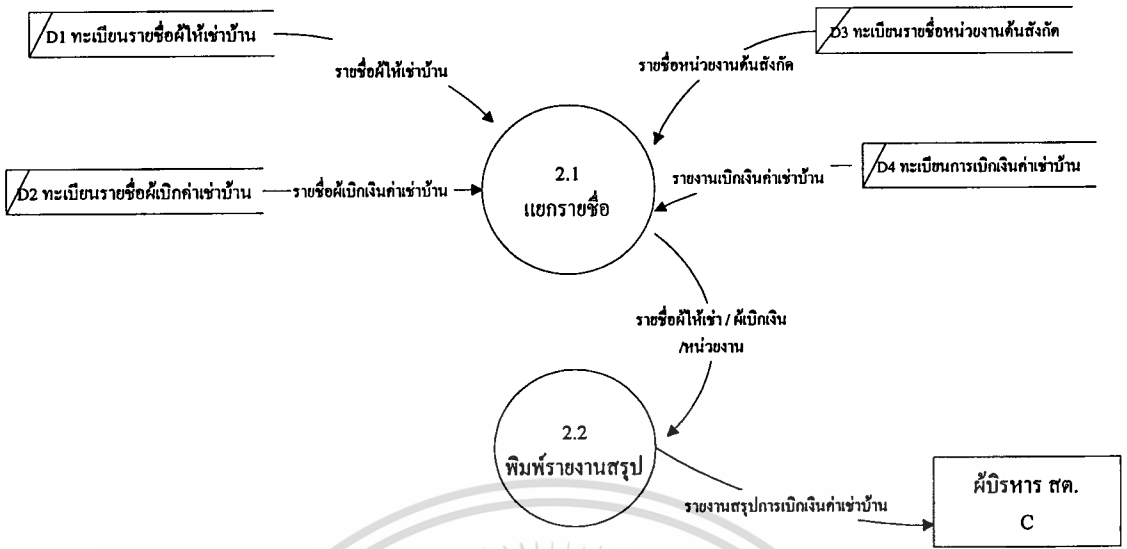 D1 ทะเบียนรายชื่อผู้ให้เช่าบ้าน
D3 ทะเบียนรายชื่อหน่วยงานต้นสังกัด
รายชื่อผู้ให้เช่าบ้าน
รายชื่อหน่วยงานต้นสังกัด
D2 ทะเบียนรายชื่อผู้เบิกค่าเช่าบ้าน
รายชื่อผู้เบิกเงินค่าเช่าบ้าน
2.1
แยกรายชื่อ
รายงานเบิกเงินค่าเช่าบ้าน
D4 ทะเบียนการเบิกเงินค่าเช่าบ้าน
รายชื่อผู้ให้เช่า / ผู้เบิกเงิน
/หน่วยงาน
2.2
พิมพ์รายงานสรุป
รายงานสรุปการเบิกเงินค่าเช่าบ้าน
ผู้บริหาร สต.
C